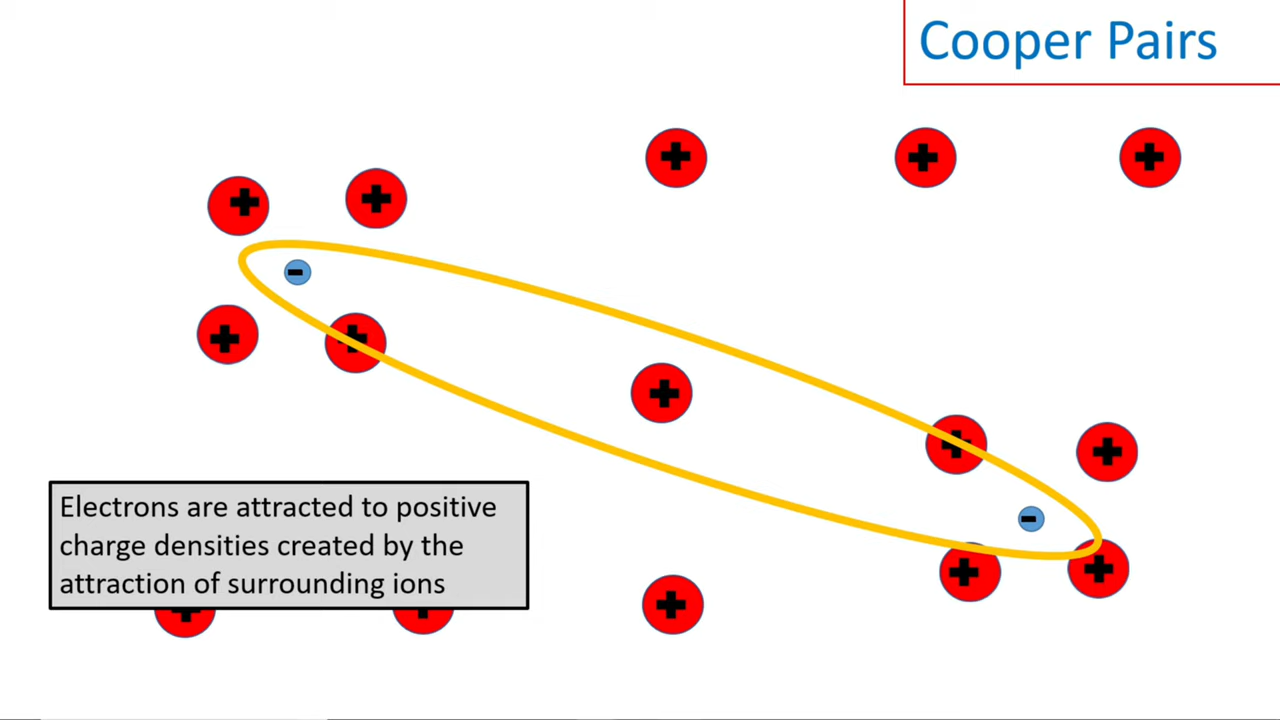 Cooper Pairs
Electrons are attracted to positive
charge densities created by the
attraction of surrounding ions